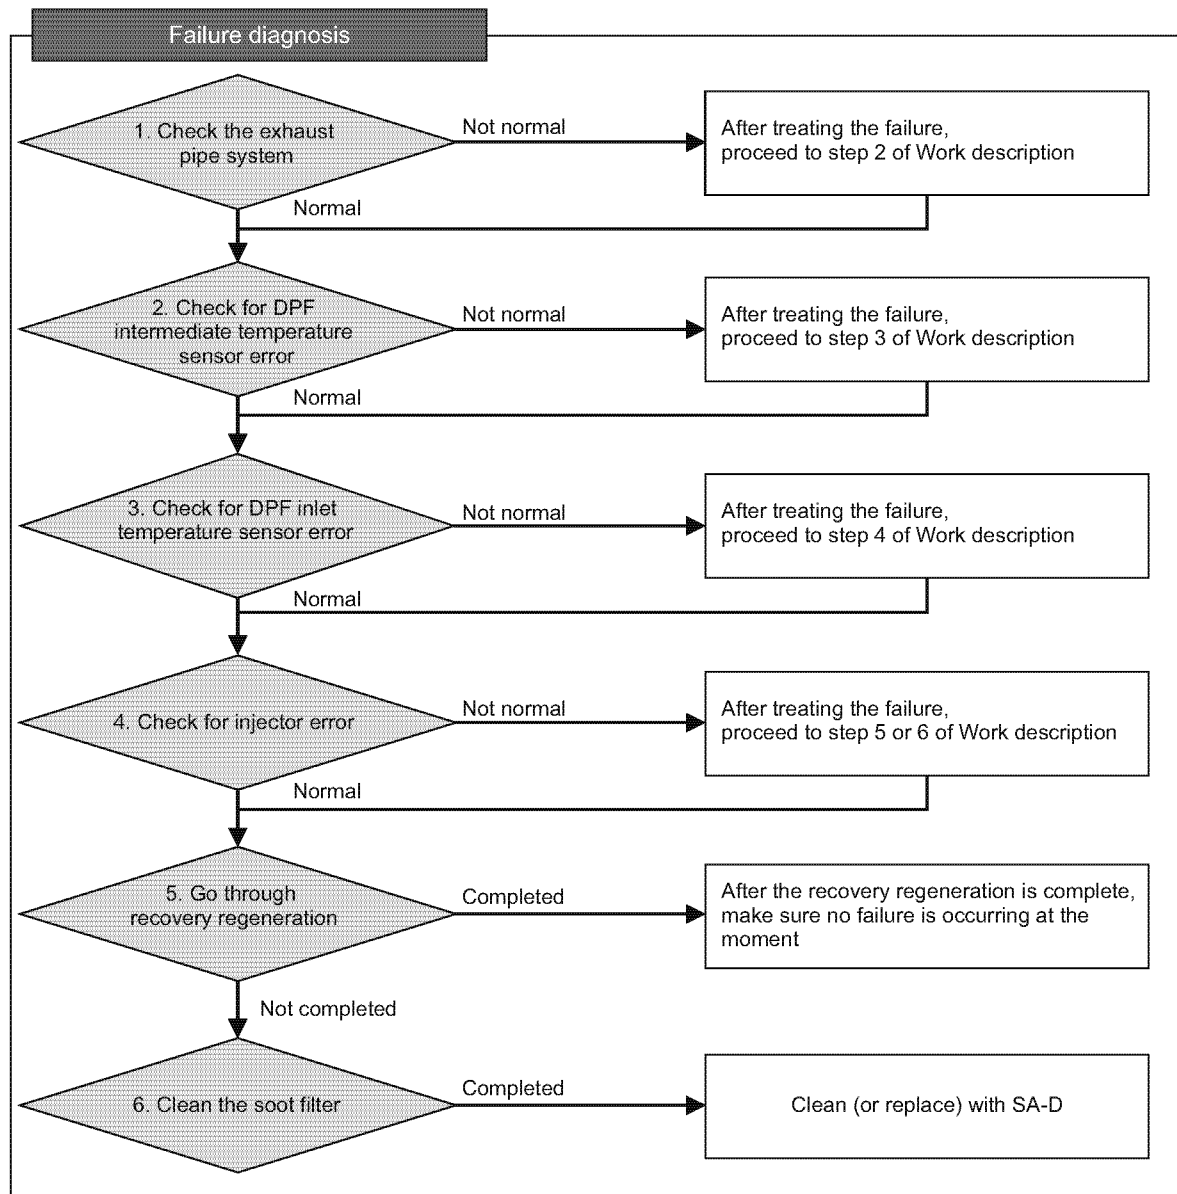 Failure diagnosis
1. Check the exhaust
pipe system
Not normal
After treating the failure,
proceed to step 2 of Work description
Normal
2. Check for DPF
intermediate temperature
sensor error
Not normal
After treating the failure,
proceed to step 3 of Work description
Normal
3. Check for DPF inlet
temperature sensor error
Not normal
After treating the failure,
proceed to step 4 of Work description
Normal
4. Check for injector error
Not normal
After treating the failure,
proceed to step 5 or 6 of Work description
Normal
5. Go through
recovery regeneration
Completed
After the recovery regeneration is complete,
make sure no failure is occurring at the
moment
Not completed
6. Clean the soot filter
Completed
Clean (or replace) with SA-D